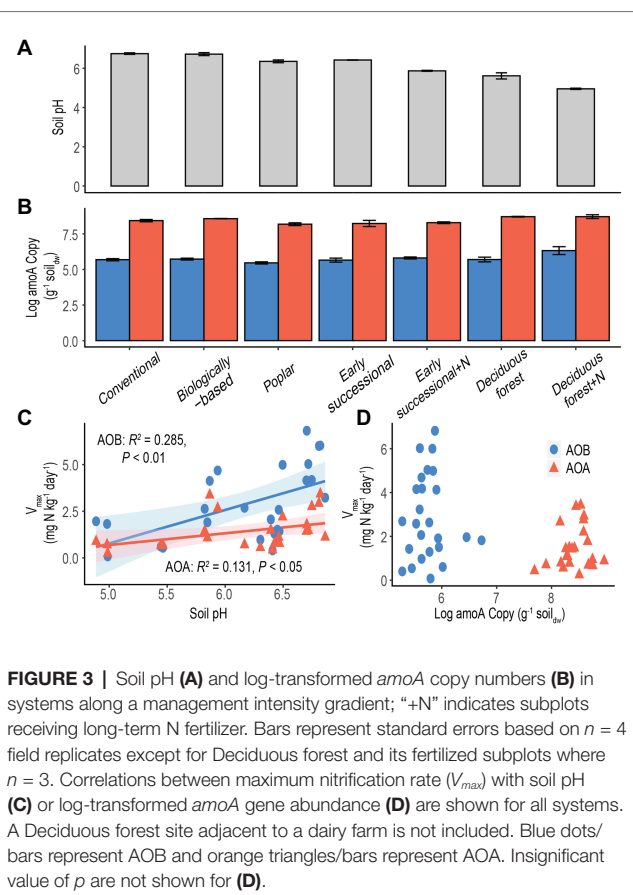 A
Soil pH
6
4
2
0
B
Log amoA Copy
(g⁻¹ soil_dw)
7.5
5.0
2.5
0.0
Conventional
Biologically
–based
Poplar
Early
successional
Early
successional+N
Deciduous
forest
Deciduous
forest+N
C
AOB: R² = 0.285,
P < 0.01
V_max
(mg N kg⁻¹ day⁻¹)
5.0
2.5
0.0
AOA: R² = 0.131, P < 0.05
5.0
5.5
6.0
6.5
Soil pH
D
AOB
AOA
V_max
(mg N kg⁻¹ day⁻¹)
6
4
2
0
6
7
8
Log amoA Copy (g⁻¹ soil_dw)
FIGURE 3 | Soil pH (A) and log-transformed amoA copy numbers (B) in
systems along a management intensity gradient; “+N” indicates subplots
receiving long-term N fertilizer. Bars represent standard errors based on n = 4
field replicates except for Deciduous forest and its fertilized subplots where
n = 3. Correlations between maximum nitrification rate (V_max) with soil pH
(C) or log-transformed amoA gene abundance (D) are shown for all systems.
A Deciduous forest site adjacent to a dairy farm is not included. Blue dots/
bars represent AOB and orange triangles/bars represent AOA. Insignificant
value of p are not shown for (D).